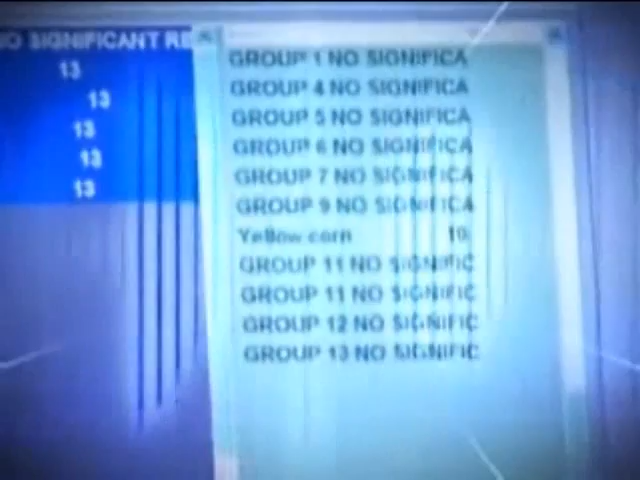 NO SIGNIFICANT RE
13
13
13
13
13
GROUP 1 NO SIGNIFICA
GROUP 4 NO SIGNIFICA
GROUP 5 NO SIGNIFICA
GROUP 6 NO SIGNIFICA
GROUP 7 NO SIGNIFICA
GROUP 9 NO SIGNIFICA
Yellow corn 10
GROUP 11 NO SIGNIFIC
GROUP 11 NO SIGNIFIC
GROUP 12 NO SIGNIFIC
GROUP 13 NO SIGNIFIC